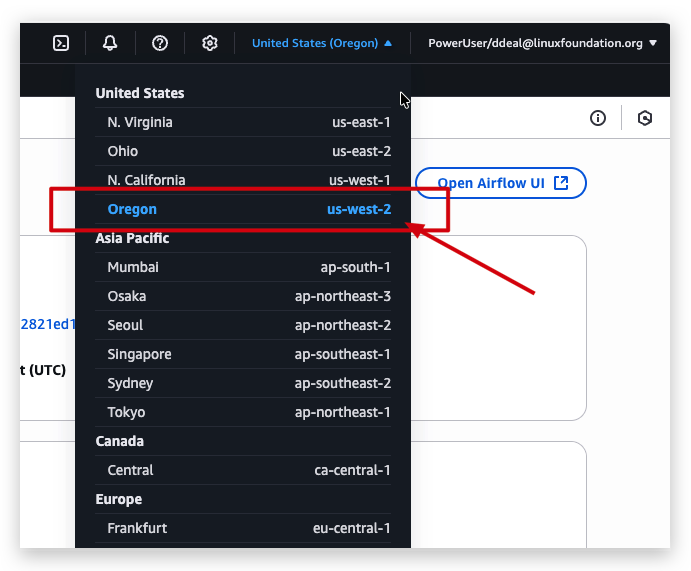 United States (Oregon) ▲ PowerUser/ddeal@linuxfoundation.org ▼
United States
N. Virginia us-east-1
Ohio us-east-2
N. California us-west-1
Open Airflow UI
Oregon us-west-2
Asia Pacific
Mumbai ap-south-1
Osaka ap-northeast-3
Seoul ap-northeast-2
2821ed1
Singapore ap-southeast-1
t (UTC)
Sydney ap-southeast-2
Tokyo ap-northeast-1
Canada
Central ca-central-1
Europe
Frankfurt eu-central-1